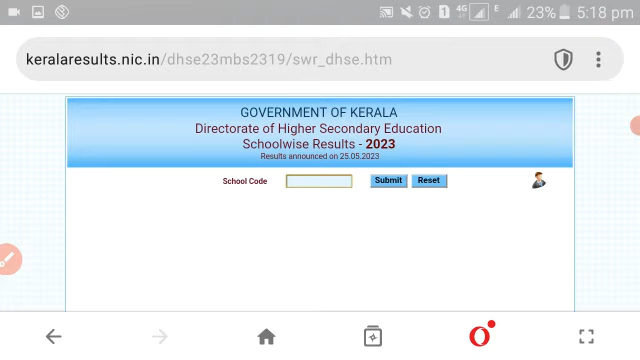 4G
1
E
23%
5:18 pm
keralaresults.nic.in/dhse23mbs2319/swr_dhse.htm
GOVERNMENT OF KERALA
Directorate of Higher Secondary Education
Schoolwise Results - 2023
Results announced on 25.05.2023
School Code
Submit
Reset